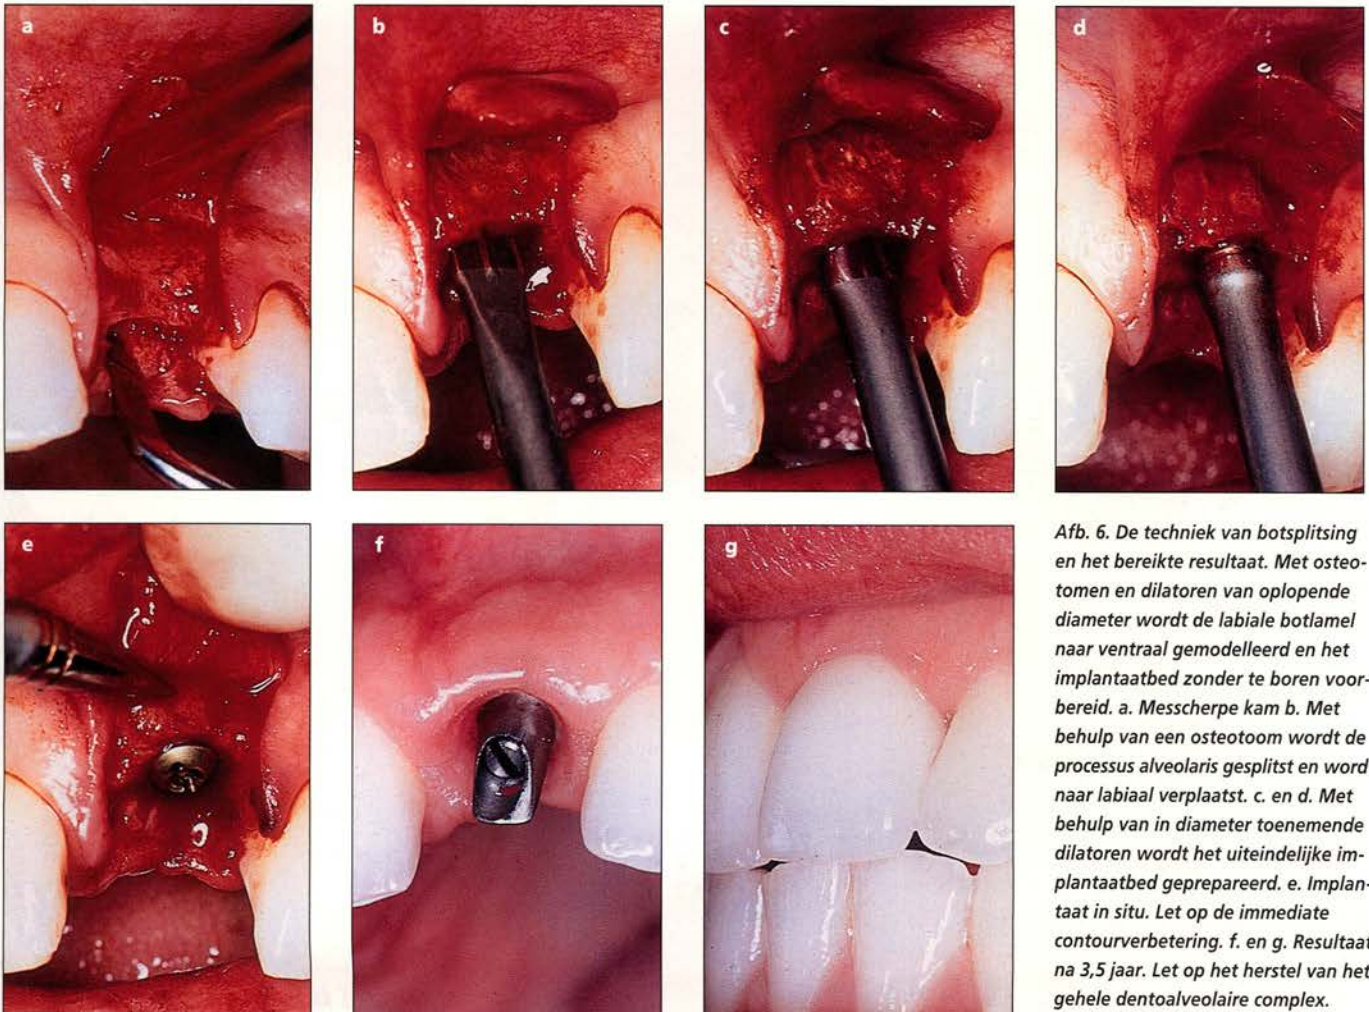 a
b
c
d
e
f
g
Afb. 6. De techniek van botsplitsing
en het bereikte resultaat. Met osteo-
tomen en dilatoren van oplopende
diameter wordt de labiale botlamel
naar ventraal gemodelleerd en het
implantaatbed zonder te boren voor-
bereid. a. Messcherpe kam b. Met
behulp van een osteotoom wordt de
processus alveolaris gesplitst en word
naar labiaal verplaatst. c. en d. Met
behulp van in diameter toenemende
dilatoren wordt het uiteindelijke im-
plantaatbed geprepareerd. e. Implan-
taat in situ. Let op de immediate
contourverbetering. f. en g. Resultaat
na 3,5 jaar. Let op het herstel van het
gehele dentoalveolaire complex.